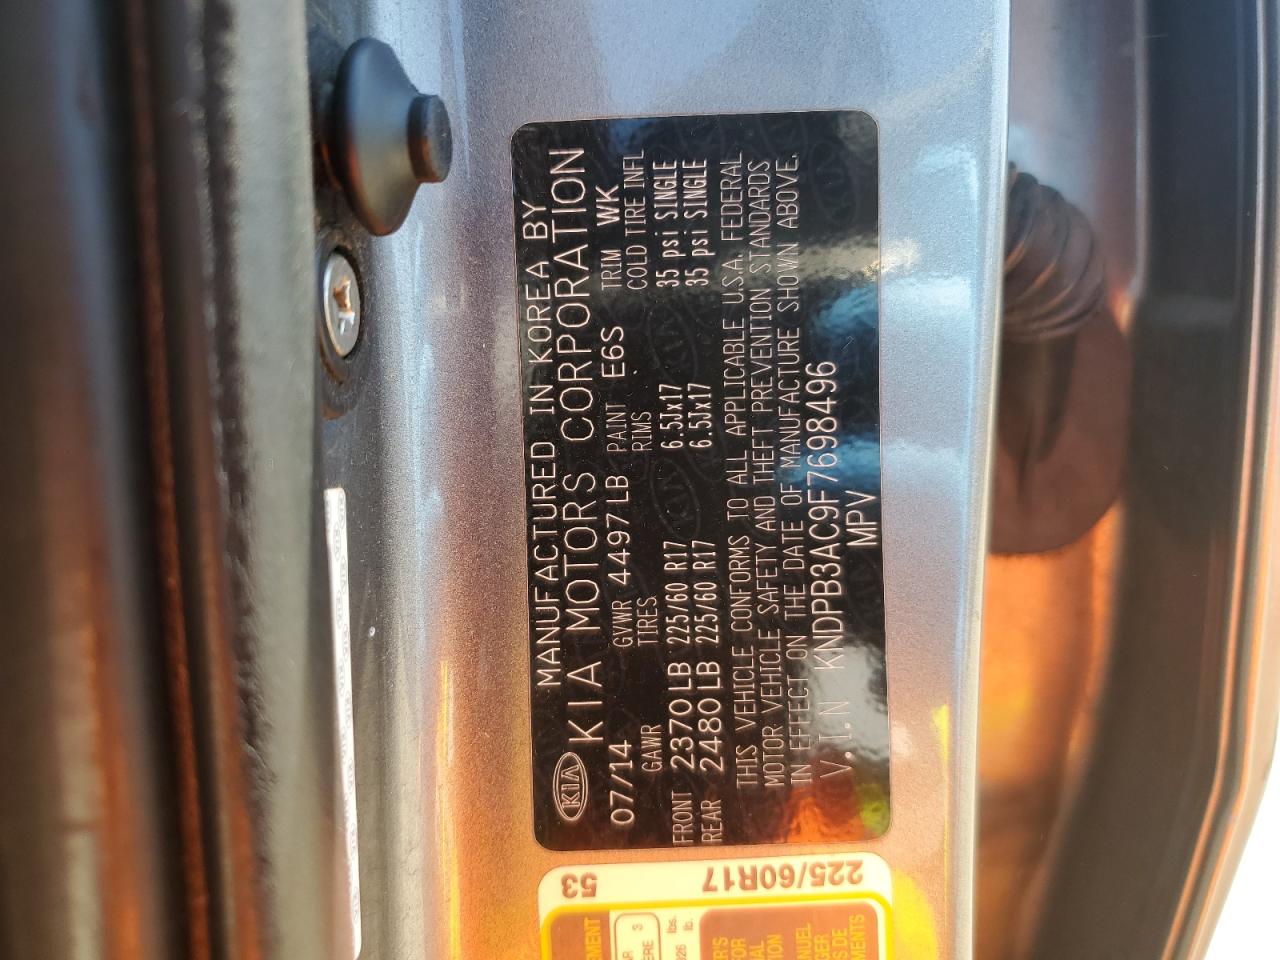 MANUFACTURED IN KOREA BY
KIA KIA MOTORS CORPORATION
07/14 GVWR 4497LB PAINT E6S TRIM WK
GAWR TIRES RIMS COLD TIRE INFL
FRONT 2370LB 225/60 R17 6.5Jx17 35 psi SINGLE
REAR 2480LB 225/60 R17 6.5Jx17 35 psi SINGLE
THIS VEHICLE CONFORMS TO ALL APPLICABLE U.S.A. FEDERAL
MOTOR VEHICLE SAFETY AND THEFT PREVENTION STANDARDS
IN EFFECT ON THE DATE OF MANUFACTURE SHOWN ABOVE.
V.I.N KNDPB3AC9F7698496
MPV
53
225/60R17